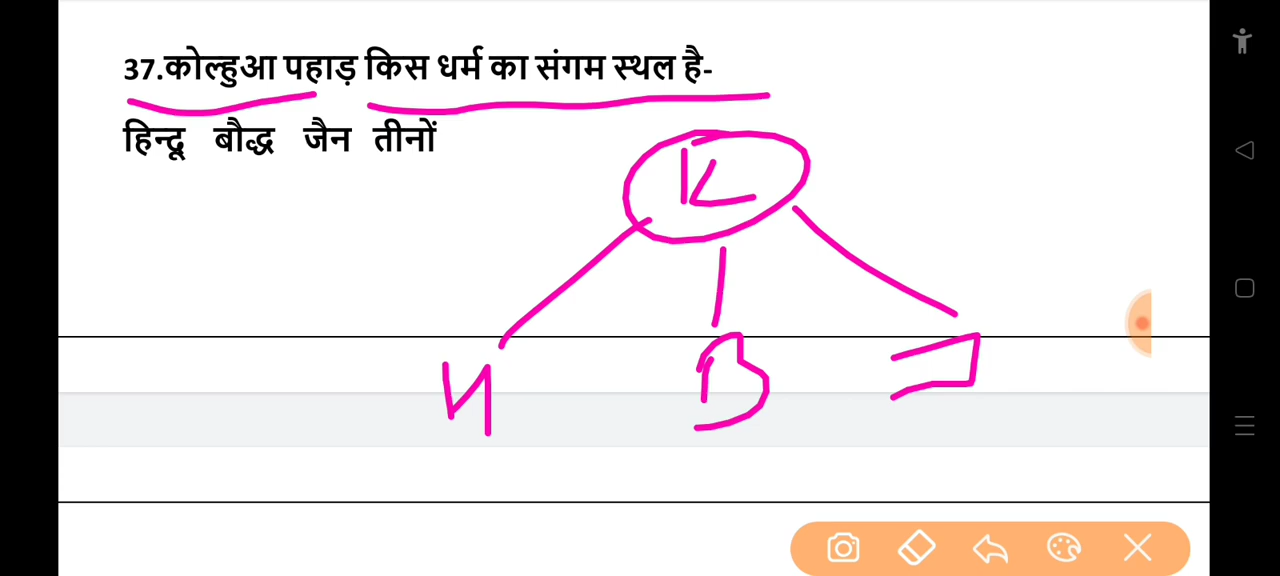 37.कोल्हुआ पहाड़ किस धर्म का संगम स्थल है-
हिन्दू बौद्ध जैन तीनों
K
H B J